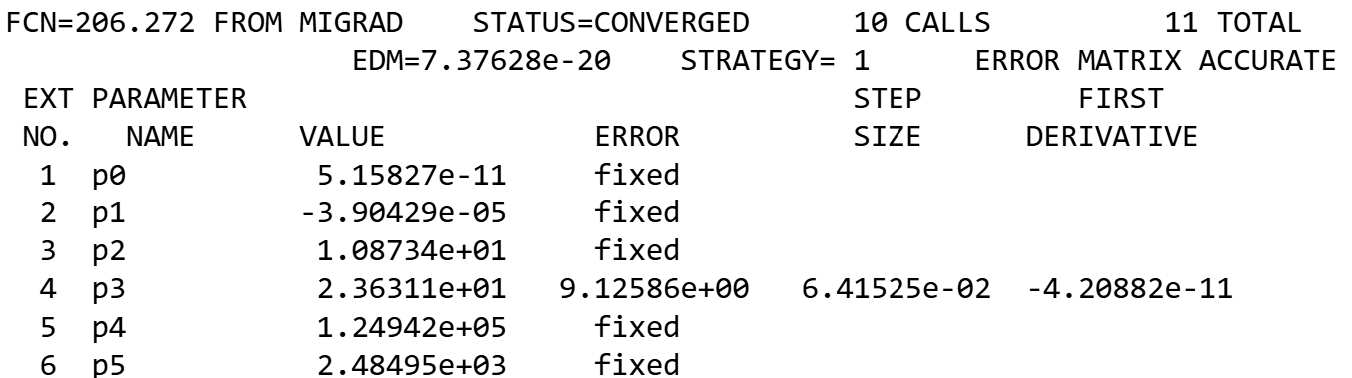 FCN=206.272 FROM MIGRAD    STATUS=CONVERGED      10 CALLS          11 TOTAL
                    EDM=7.37628e-20    STRATEGY= 1      ERROR MATRIX ACCURATE
 EXT PARAMETER                                   STEP         FIRST
 NO.   NAME      VALUE            ERROR          SIZE      DERIVATIVE
  1  p0           5.15827e-11     fixed
  2  p1          -3.90429e-05     fixed
  3  p2           1.08734e+01     fixed
  4  p3           2.36311e+01   9.12586e+00   6.41525e-02  -4.20882e-11
  5  p4           1.24942e+05     fixed
  6  p5           2.48495e+03     fixed